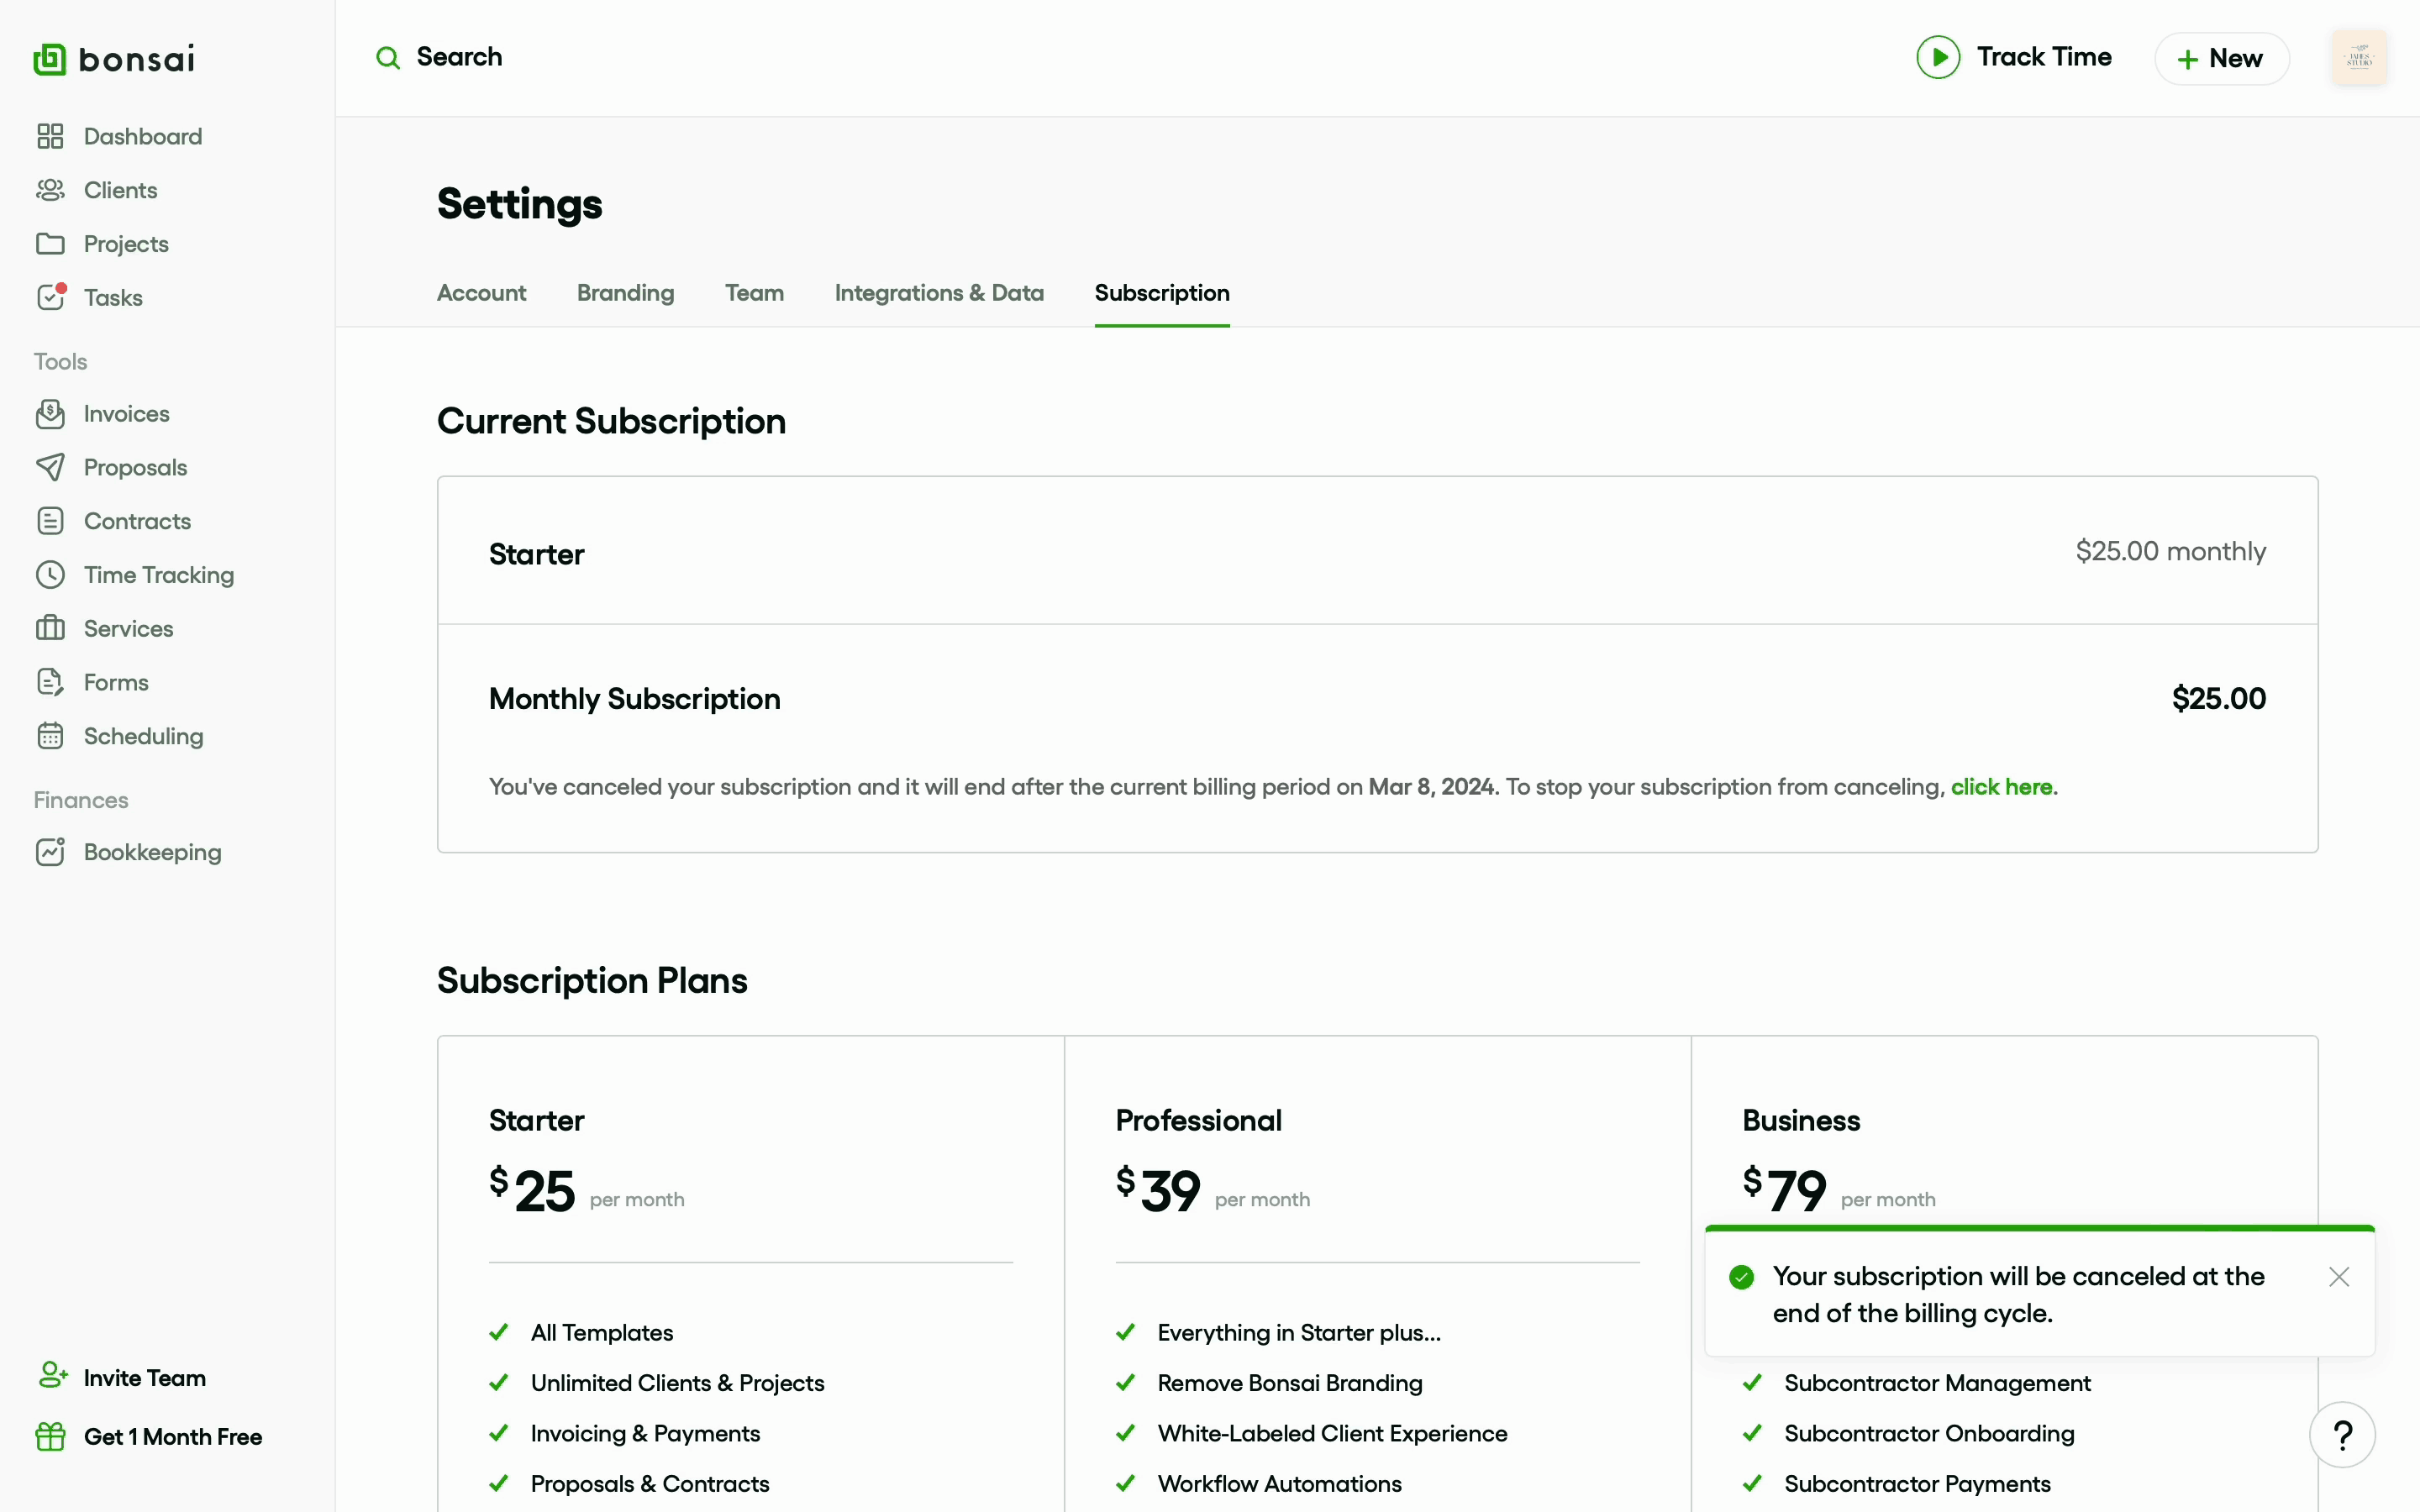 bonsai
Search
Track Time
New
JADES
STUDIO
Dashboard
Clients
Projects
Tasks
Tools
Invoices
Proposals
Contracts
Time Tracking
Services
Forms
Scheduling
Finances
Bookkeeping
Invite Team
Get 1 Month Free
Settings
Account Branding Team Integrations & Data Subscription
Current Subscription
Starter $25.00 monthly
Monthly Subscription $25.00
You've canceled your subscription and it will end after the current billing period on Mar 8, 2024. To stop your subscription from canceling, click here.
Subscription Plans
Starter
$25 per month
All Templates
Unlimited Clients & Projects
Invoicing & Payments
Proposals & Contracts
Professional
$39 per month
Everything in Starter plus...
Remove Bonsai Branding
White-Labeled Client Experience
Workflow Automations
Business
$79 per month
Your subscription will be canceled at the
end of the billing cycle.
Subcontractor Management
Subcontractor Onboarding
Subcontractor Payments
?